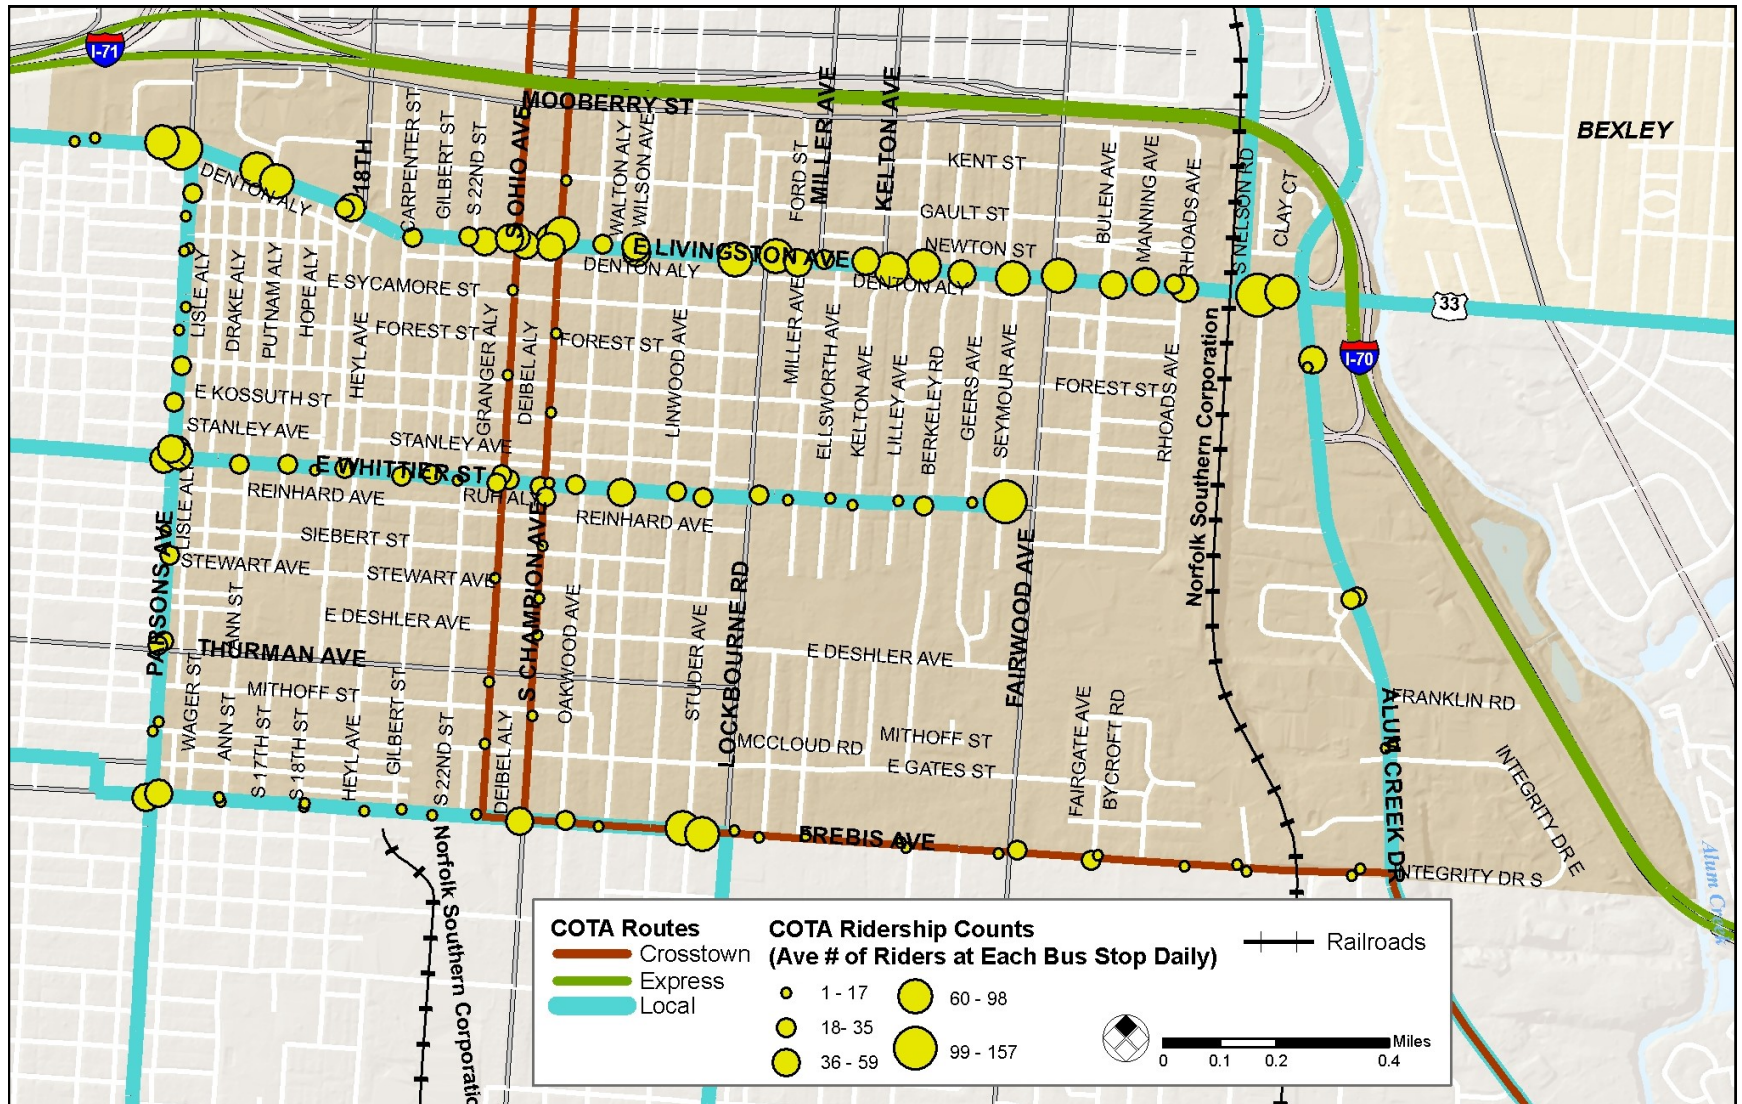 I-71
MOOBERRY ST
BEXLEY
MILLER AVE
KELTON AVE
CARPENTER ST
GILBERT ST
S 22ND ST
S OHIO AVE
18TH
WALTON ALY
WILSON AVE
FORD ST
KENT ST
GAULT ST
NEWTON ST
BULEN AVE
MANNING AVE
RHOADS AVE
S NELSON RD
CLAY CT
DENTON ALY
E LIVINGSTON AVE
DENTON ALY
DENTON ALY
33
LISLE ALY
DRAKE ALY
PUTNAM ALY
HOPE ALY
E SYCAMORE ST
FOREST ST
HEYL AVE
GRANGER ALY
DEIBEL ALY
FOREST ST
LINWOOD AVE
MILLER AVE
ELLSWORTH AVE
KELTON AVE
LILLEY AVE
BERKELEY RD
GEERS AVE
SEYMOUR AVE
FOREST ST
RHOADS AVE
Norfolk Southern Corporation
I-70
E KOSSUTH ST
STANLEY AVE
STANLEY AVE
E WHITTIER ST
RUH ALY
REINHARD AVE
REINHARD AVE
LISLE ALY
SIEBERT ST
STEWART AVE
STEWART AVE
PARSONS AVE
ANN ST
E DESHLER AVE
THURMAN AVE
S CHAMPION AVE
OAKWOOD AVE
STUDER AVE
LOCKBOURNE RD
E DESHLER AVE
FAIRWOOD AVE
MITHOFF ST
WAGER ST
ANN ST
S 17TH ST
S 18TH ST
HEYL AVE
GILBERT ST
S 22ND ST
DEIBEL ALY
MCCLOUD RD
MITHOFF ST
E GATES ST
FAIRGATE AVE
BYCROFT RD
FRANKLIN RD
ALUM CREEK DR
INTEGRITY DR E
FREBIS AVE
INTEGRITY DR S
Alum Creek
Norfolk Southern Corporatio
COTA Routes
Crosstown
Express
Local
COTA Ridership Counts
(Ave # of Riders at Each Bus Stop Daily)
1 - 17
18- 35
36 - 59
60 - 98
99 - 157
Railroads
Miles
0 0.1 0.2 0.4